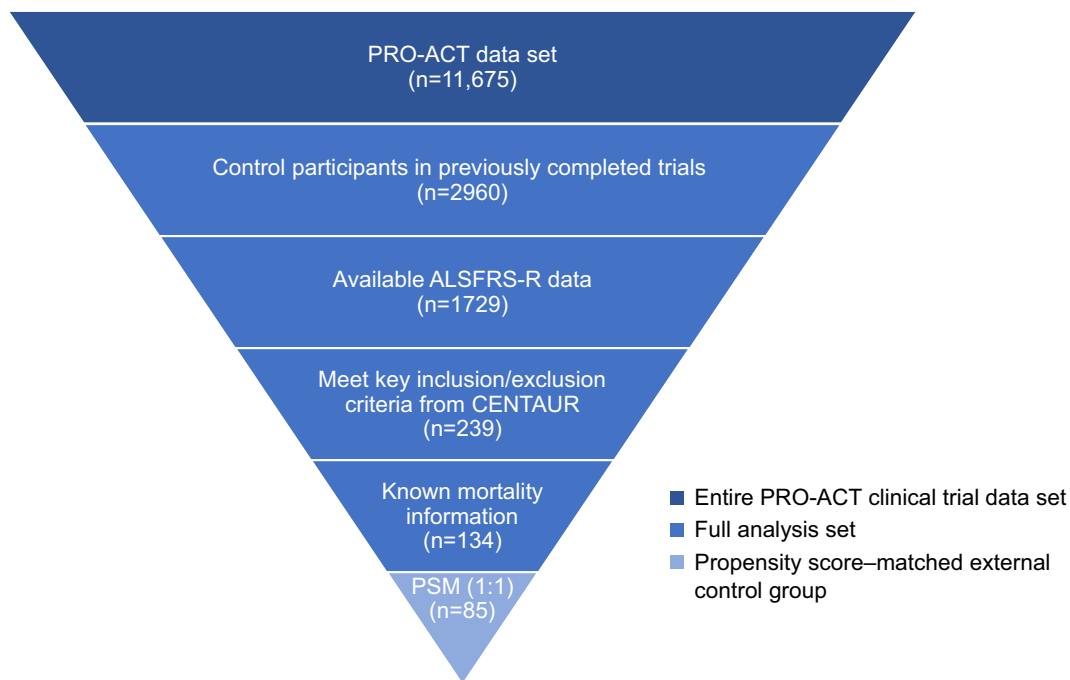 PRO-ACT data set
(n=11,675)
Control participants in previously completed trials
(n=2960)
Available ALSFRS-R data
(n=1729)
Meet key inclusion/exclusion
criteria from CENTAUR
(n=239)
Known mortality
information
(n=134)
PSM (1:1)
(n=85)
Entire PRO-ACT clinical trial data set
Full analysis set
Propensity score–matched external
control group